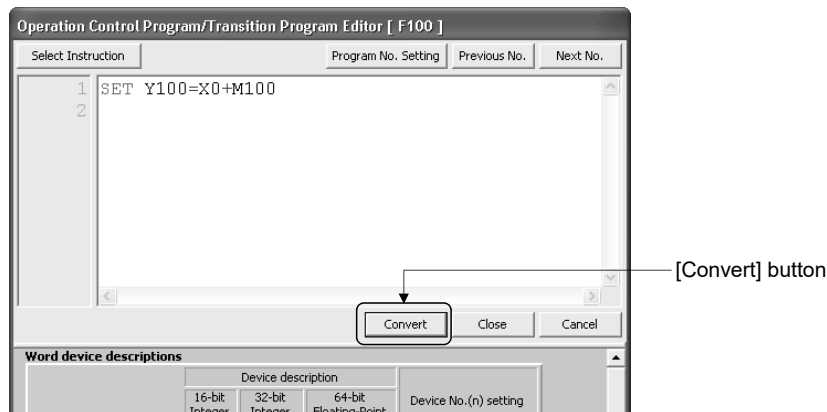 Operation Control Program/Transition Program Editor [ F100 ]
Select Instruction Program No. Setting Previous No. Next No.
1 SET Y100=X0+M100
2
[Convert] button
Convert Close Cancel
Word device descriptions
Device description
16-bit 32-bit 64-bit Device No.(n) setting
Integer Integer Floating-Point